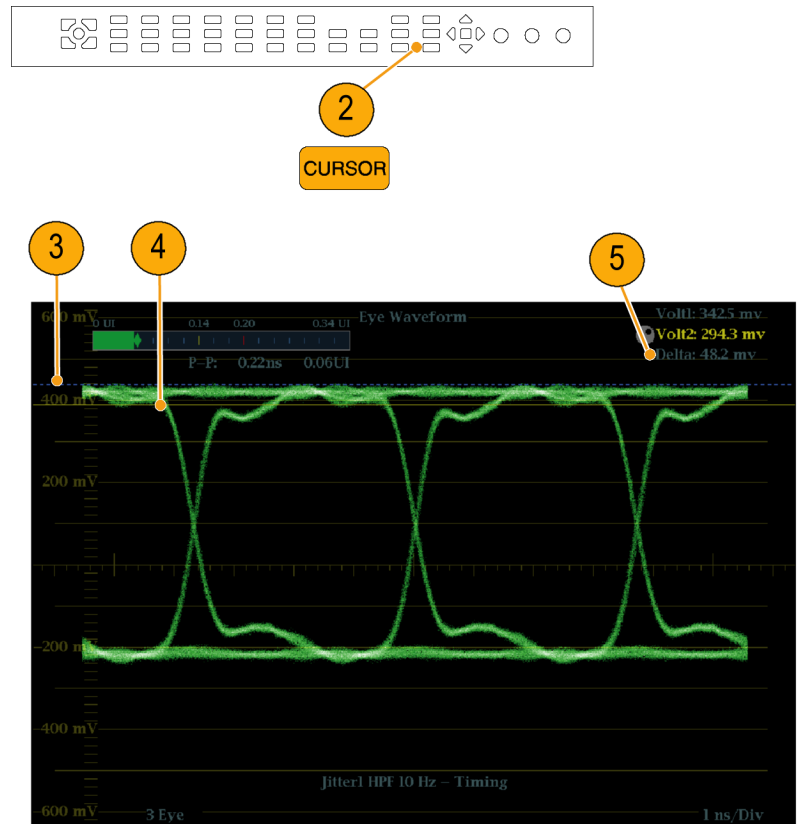 2
CURSOR
3
4
5
600 mV
0 UI 0.14 0.20 0.34 UI
Eye Waveform
Volt1: 342.5 mv
Volt2: 294.3 mv
Delta: 48.2 mv
P-P: 0.22ns 0.06UI
400 mV
200 mV
-200 mV
-400 mV
Jitter1 HPF 10 Hz – Timing
-600 mV
3 Eye
1 ns/Div